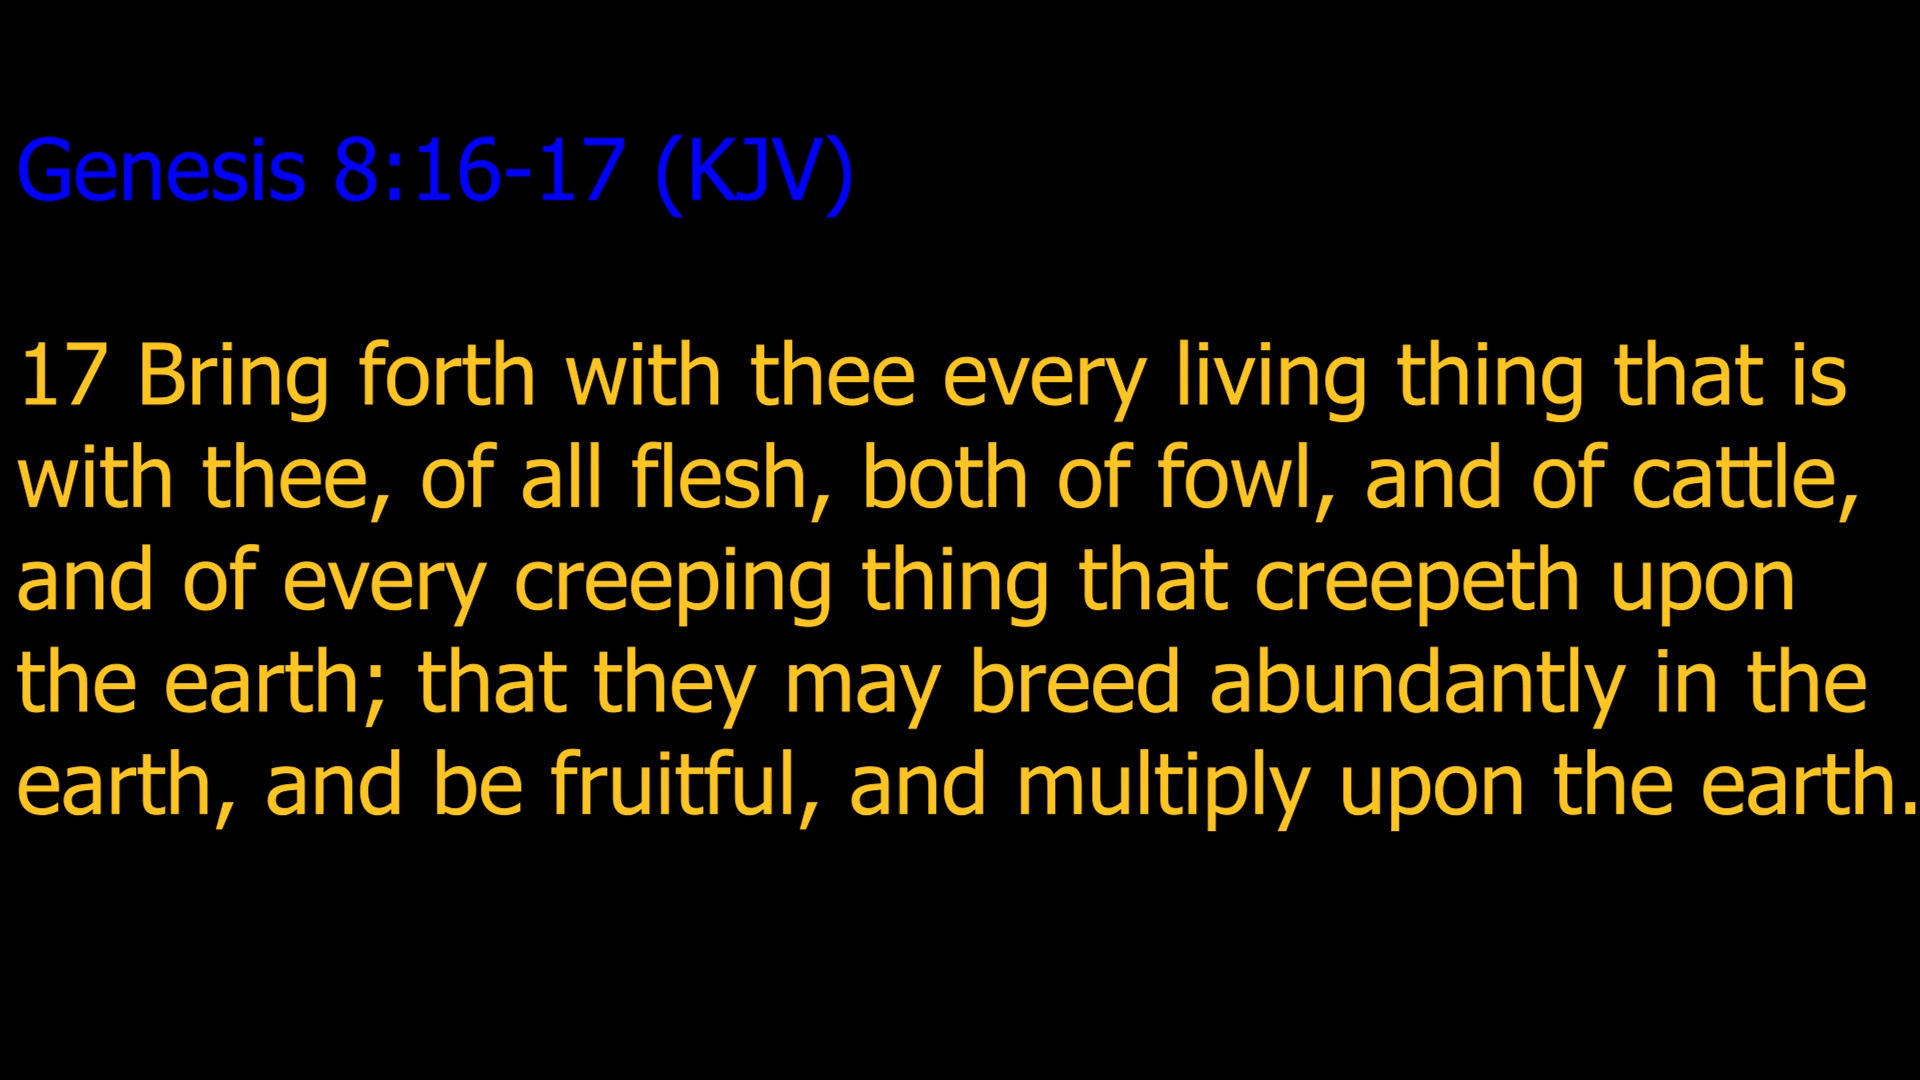 Genesis 8:16-17 (KJV)
17 Bring forth with thee every living thing that is
with thee, of all flesh, both of fowl, and of cattle,
and of every creeping thing that creepeth upon
the earth; that they may breed abundantly in the
earth, and be fruitful, and multiply upon the earth.